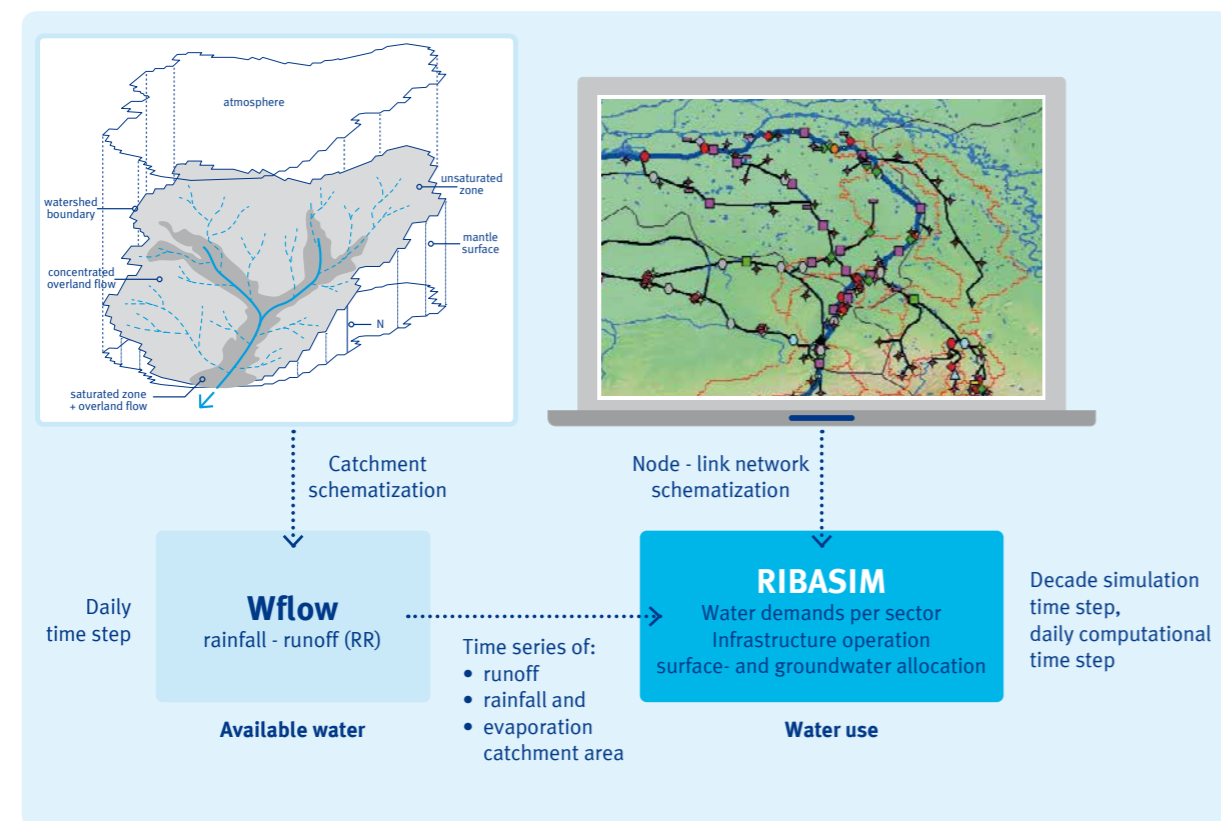 atmosphere
unsaturated
zone
watershed
boundary
mantle
surface
concentrated
overland flow
N
saturated zone
+ overland flow
Catchment
schematization
Node - link network
schematization
Daily
time step
Wflow
rainfall - runoff (RR)
Available water
Time series of:
• runoff
• rainfall and
• evaporation
catchment area
RIBASIM
Water demands per sector
Infrastructure operation
surface- and groundwater allocation
Water use
Decade simulation
time step,
daily computational
time step